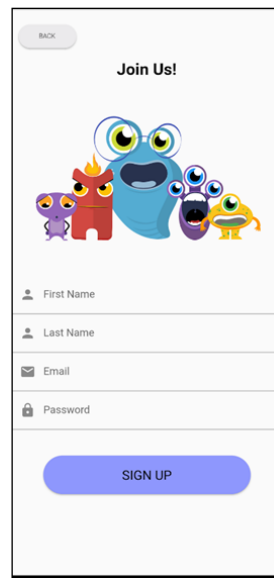 BACK
Join Us!
First Name
Last Name
Email
Password
SIGN UP